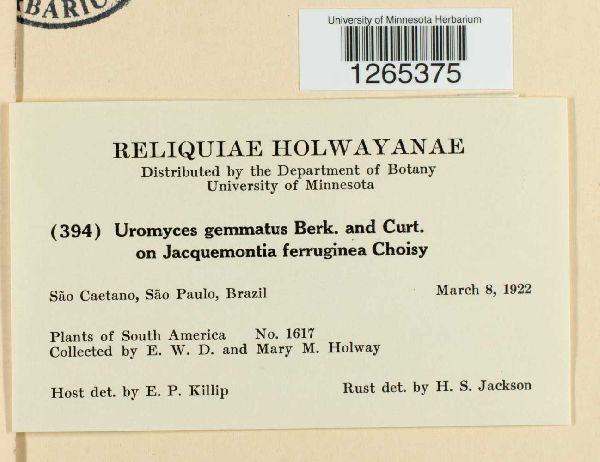 BARIU
University of Minnesota Herbarium
1265375
RELIQUIAE HOLWAYANAE
Distributed by the Department of Botany
University of Minnesota
(394) Uromyces gemmatus Berk. and Curt.
on Jacquemontia ferruginea Choisy
São Caetano, São Paulo, Brazil March 8, 1922
Plants of South America No. 1617
Collected by E. W. D. and Mary M. Holway
Host det. by E. P. Killip Rust det. by H. S. Jackson